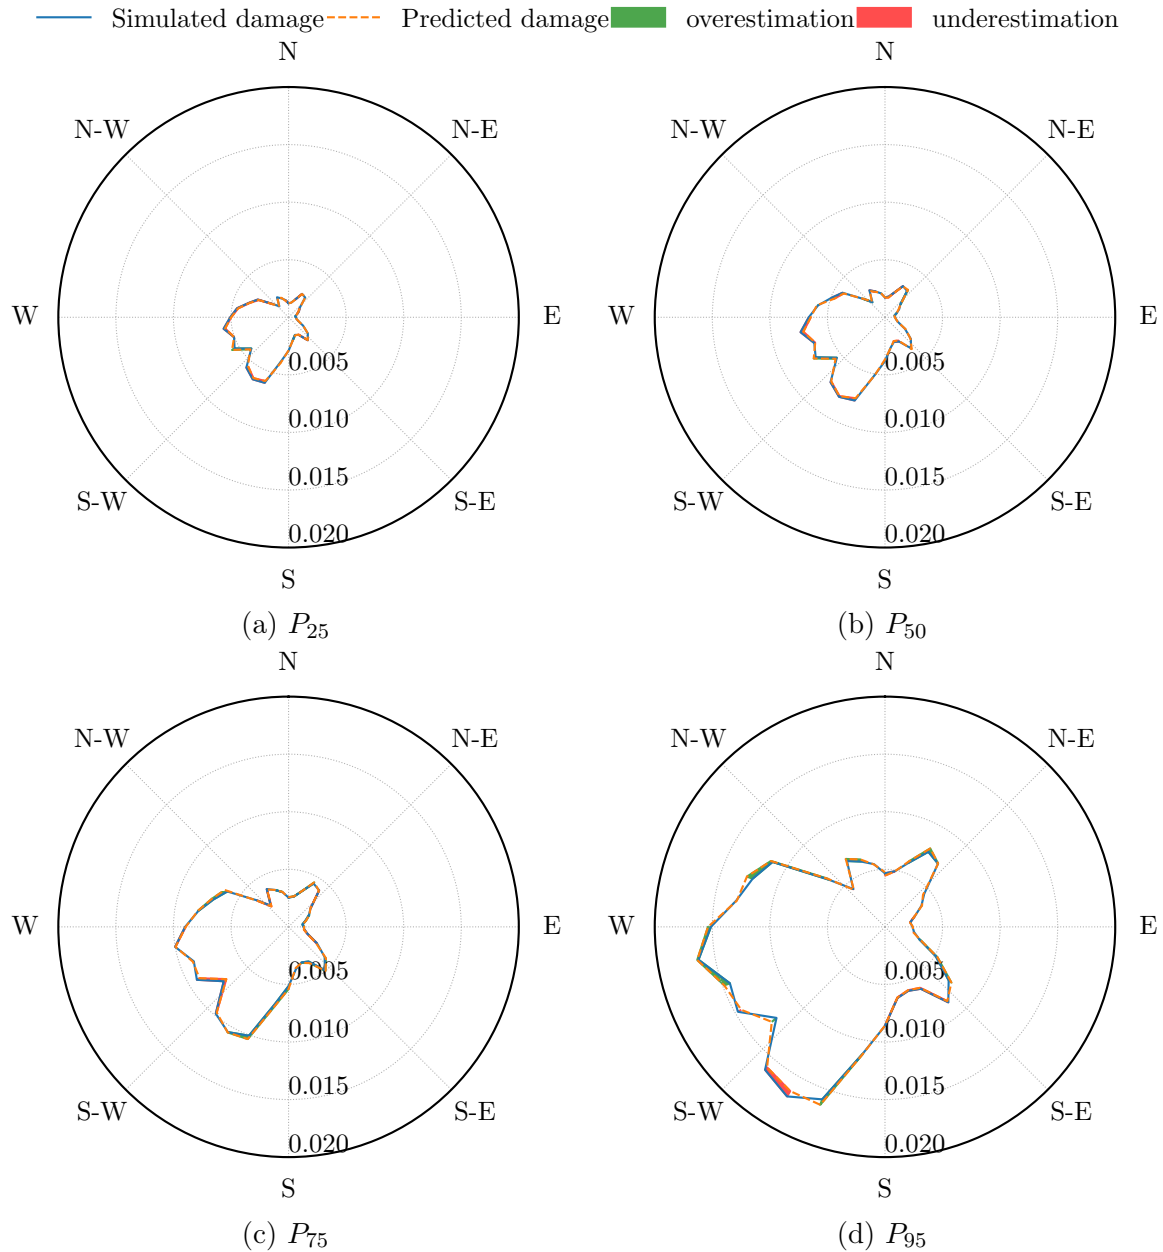 Simulated damage Predicted damage overestimation underestimation
N N
N-W N-E N-W N-E
W E W E
0.005 0.005
0.010 0.010
0.015 0.015
S-W S-E S-W S-E
0.020 0.020
S S
(a) P25 (b) P50
N N
N-W N-E N-W N-E
W E W E
0.005 0.005
0.010 0.010
0.015 0.015
S-W S-E S-W S-E
0.020 0.020
S S
(c) P75 (d) P95